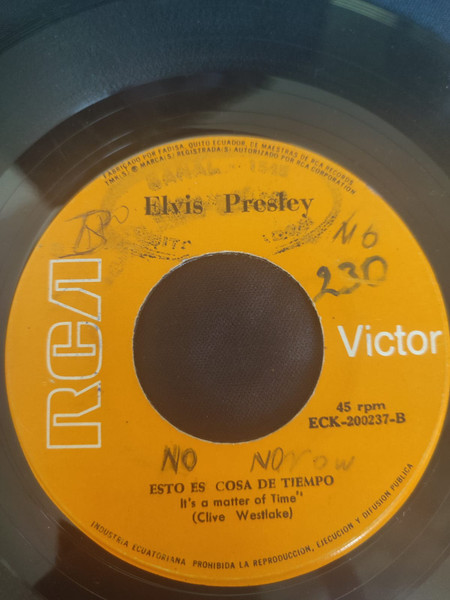 FABRICADO POR FADISA, QUITO ECUADOR, DE MAESTROS DE RCA RECORDS
TMK(S) ® MARCA(S) REGISTRADA(S) AUTORIZADO POR RCA CORPORATION
Elvis Presley
NO
230
RCA
Victor
45 rpm
ECK-200237-B
NO
ESTO ES COSA DE TIEMPO
It's a matter of Time"
(Clive Westlake)
INDUSTRIA ECUATORIANA PROHIBIDA LA REPRODUCCION, EJECUCION Y DIFUSION PUBLICA